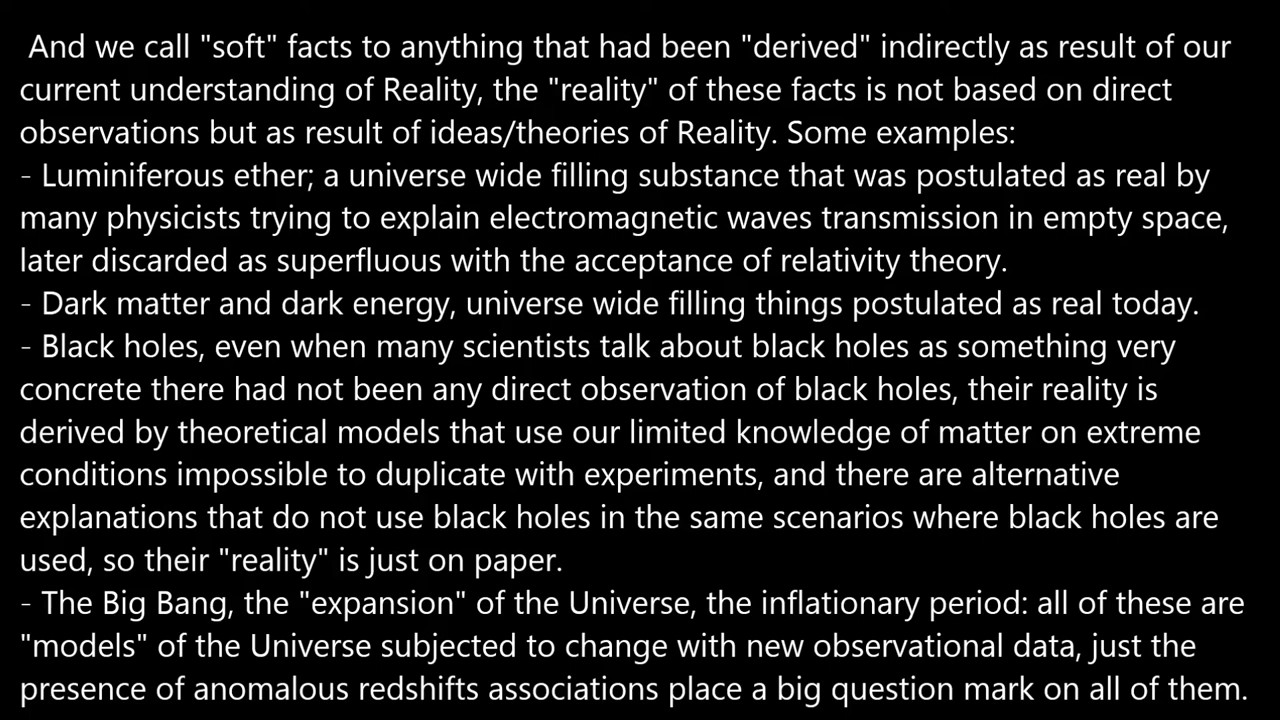 And we call "soft" facts to anything that had been "derived" indirectly as result of our
current understanding of Reality, the "reality" of these facts is not based on direct
observations but as result of ideas/theories of Reality. Some examples:
- Luminiferous ether; a universe wide filling substance that was postulated as real by
many physicists trying to explain electromagnetic waves transmission in empty space,
later discarded as superfluous with the acceptance of relativity theory.
- Dark matter and dark energy, universe wide filling things postulated as real today.
- Black holes, even when many scientists talk about black holes as something very
concrete there had not been any direct observation of black holes, their reality is
derived by theoretical models that use our limited knowledge of matter on extreme
conditions impossible to duplicate with experiments, and there are alternative
explanations that do not use black holes in the same scenarios where black holes are
used, so their "reality" is just on paper.
- The Big Bang, the "expansion" of the Universe, the inflationary period: all of these are
"models" of the Universe subjected to change with new observational data, just the
presence of anomalous redshifts associations place a big question mark on all of them.